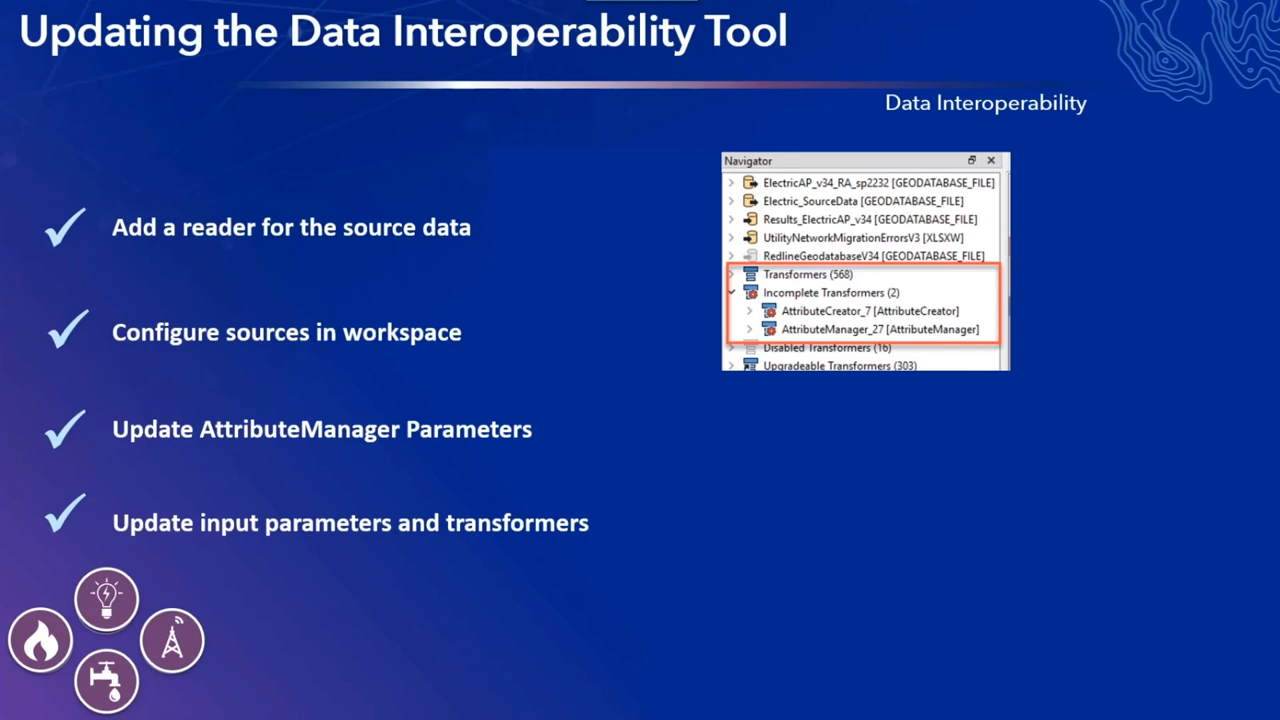 Updating the Data Interoperability Tool
Data Interoperability
Add a reader for the source data
Configure sources in workspace
Update AttributeManager Parameters
Update input parameters and transformers
Navigator
ElectricAP_v34_RA_sp2232 [GEODATABASE_FILE]
Electric_SourceData [GEODATABASE_FILE]
Results_ElectricAP_v34 [GEODATABASE_FILE]
UtilityNetworkMigrationErrorsV3 [XLSXW]
RedlineGeodatabaseV34 [GEODATABASE_FILE]
Transformers (568)
Incomplete Transformers (2)
AttributeCreator_7 [AttributeCreator]
AttributeManager_27 [AttributeManager]
Disabled Transformers (16)
Upgradeable Transformers (303)